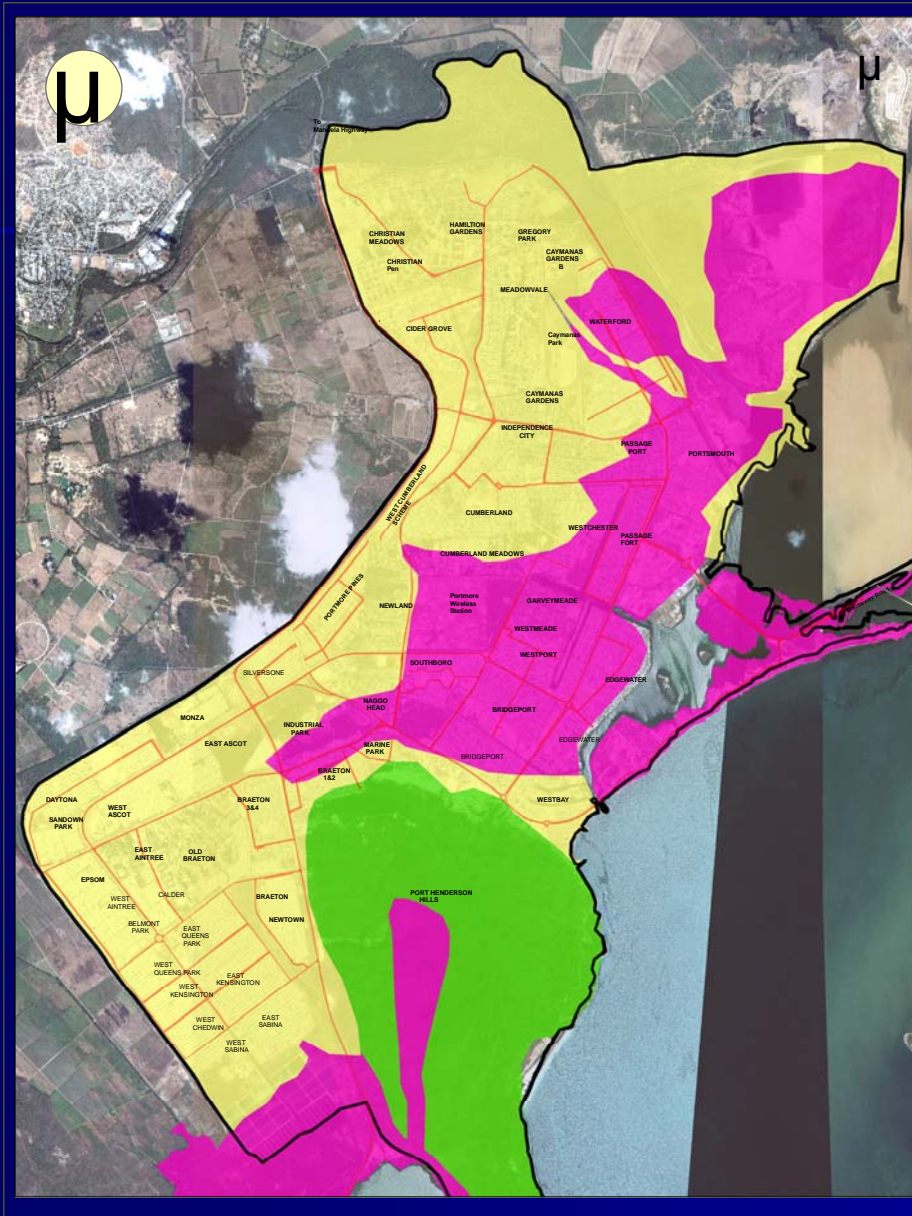 µ
µ
To
Mandela Highway
CHRISTIAN
MEADOWS
HAMILTION
GARDENS
GREGORY
PARK
CHRISTIAN
Pen
CAYMANAS
GARDENS
B
MEADOWVALE
CIDER GROVE
WATERFORD
Caymanas
Park
CAYMANAS
GARDENS
INDEPENDENCE
CITY
PASSAGE
PORT
PORTSMOUTH
WEST CUMBERLAND
SCHEME
CUMBERLAND
WESTCHESTER
PASSAGE
FORT
CUMBERLAND MEADOWS
PORTMORE PINES
NEWLAND
Portmore
Wireless
Station
GARVEYMEADE
WESTMEADE
WESTPORT
SOUTHBORO
SILVERSONE
EDGEWATER
NAGGO
HEAD
BRIDGEPORT
MONZA
INDUSTRIAL
PARK
EAST ASCOT
MARINE
PARK
EDGEWATER
BRIDGEPORT
BRAETON
1&2
DAYTONA
WEST
ASCOT
BRAETON
3&4
WESTBAY
SANDOWN
PARK
EAST
AINTREE
OLD
BRAETON
EPSOM
WEST
AINTREE
CALDER
BRAETON
PORT HENDERSON
HILLS
BELMONT
PARK
EAST
QUEENS
PARK
NEWTOWN
WEST
QUEENS PARK
EAST
KENSINGTON
WEST
KENSINGTON
WEST
CHEDWIN
EAST
SABINA
WEST
SABINA